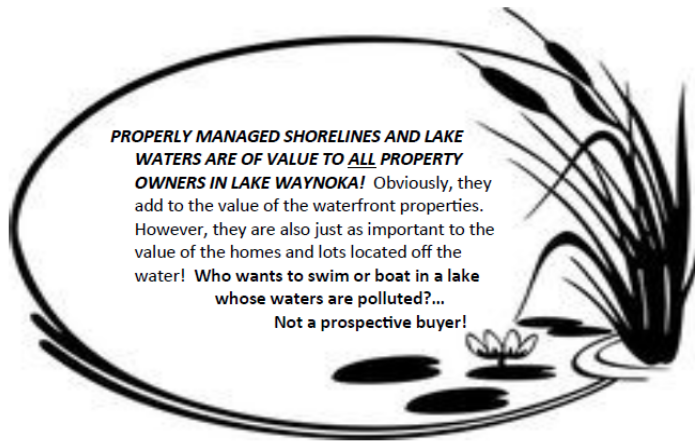 PROPERLY MANAGED SHORELINES AND LAKE
WATERS ARE OF VALUE TO ALL PROPERTY
OWNERS IN LAKE WAYNOKA! Obviously, they
add to the value of the waterfront properties.
However, they are also just as important to the
value of the homes and lots located off the
water! Who wants to swim or boat in a lake
whose waters are polluted?...
Not a prospective buyer!